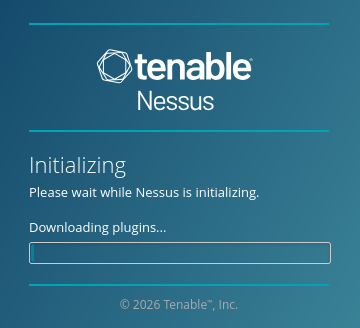 tenable®
Nessus
Initializing
Please wait while Nessus is initializing.
Downloading plugins...
© 2026 Tenable™, Inc.